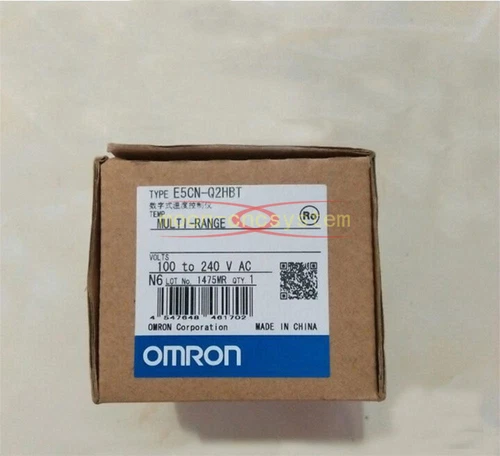 TYPE E5CN-Q2HBT
数字式温度控制仪
TEMP.
MULTI-RANGE
Ro
VOLTS
100 to 240 V AC
N6 LOT No. 1475MR QTY 1
4 547648 461702
OMRON Corporation MADE IN CHINA
OMRON